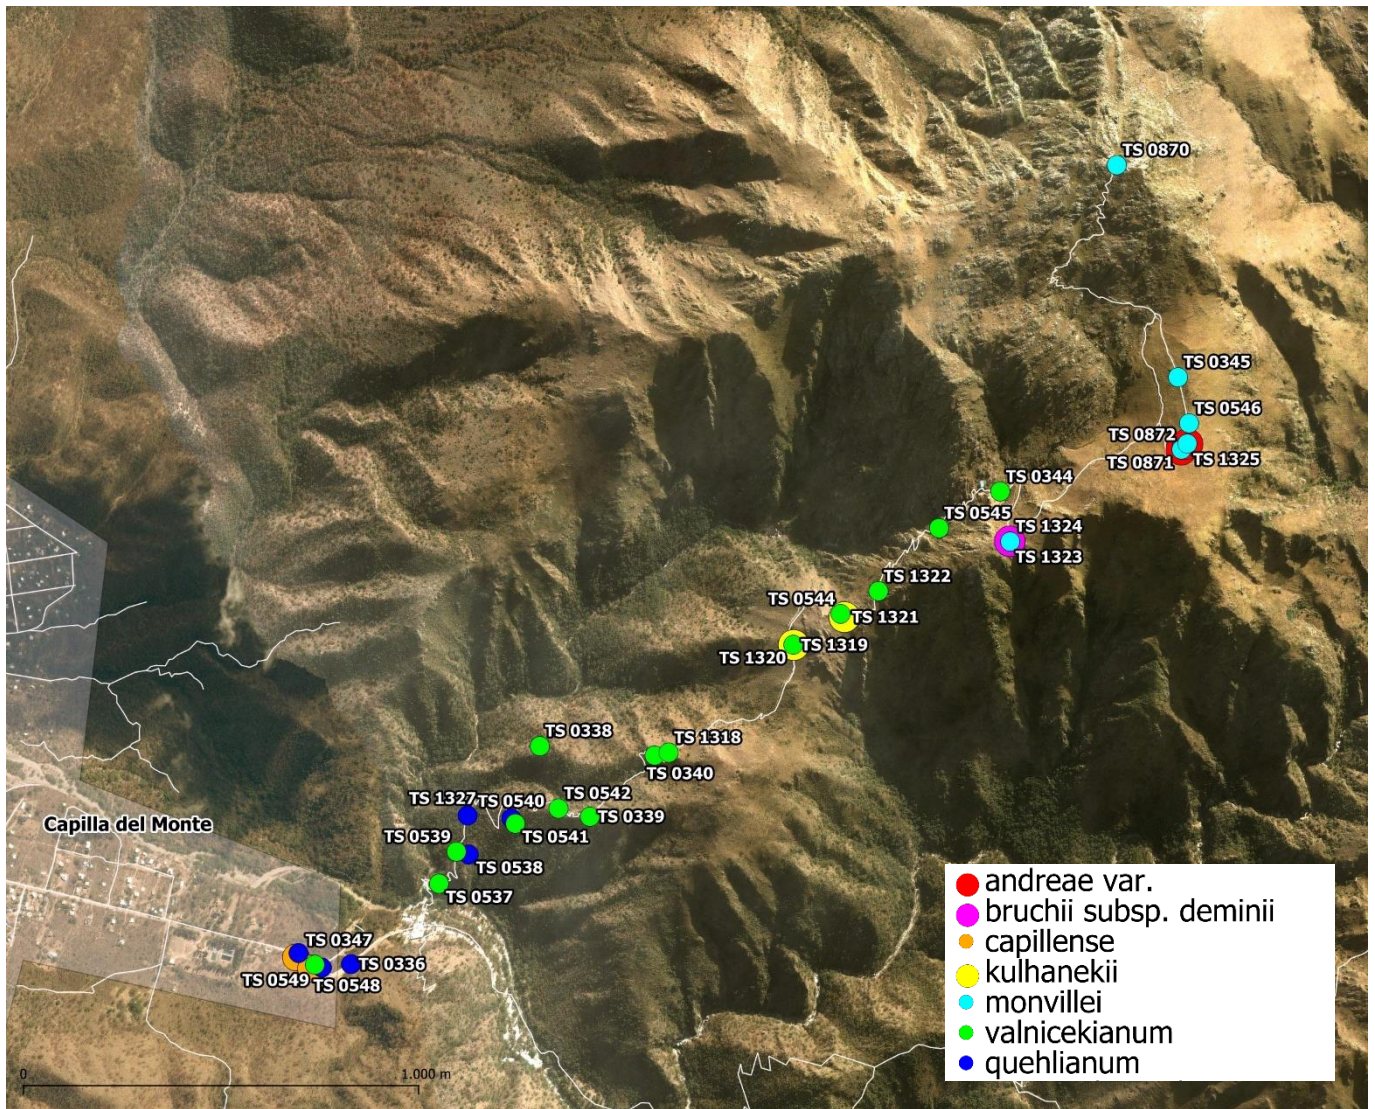 TS 0870
TS 0345
TS 0546
TS 0872
TS 0871 TS 1325
TS 0344
TS 0545
TS 1324
TS 1323
TS 1322
TS 0544
TS 1321
TS 1319
TS 1320
TS 0338
TS 1318
TS 0340
TS 0542
TS 1327 TS 0540
TS 0339
Capilla del Monte
TS 0539
TS 0541
TS 0538
TS 0537
TS 0347
TS 0336
TS 0549
TS 0548
andreae var.
bruchii subsp. deminii
capillense
kulhanekii
monvillei
valnicekianum
quehlianum
0 1.000 m